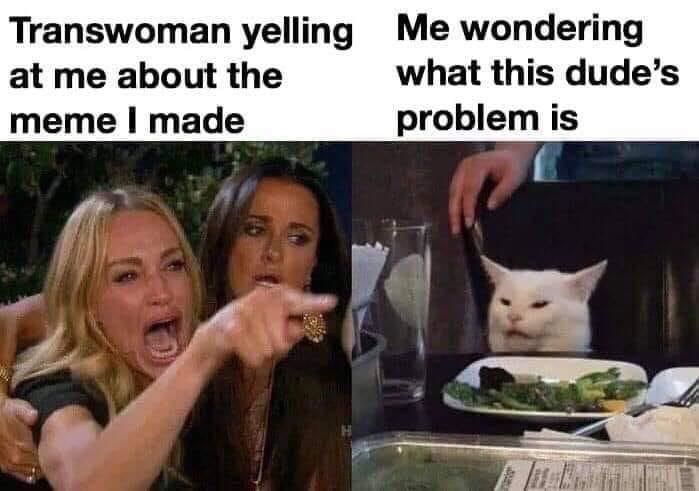 Transwoman yelling
at me about the
meme I made
Me wondering
what this dude's
problem is